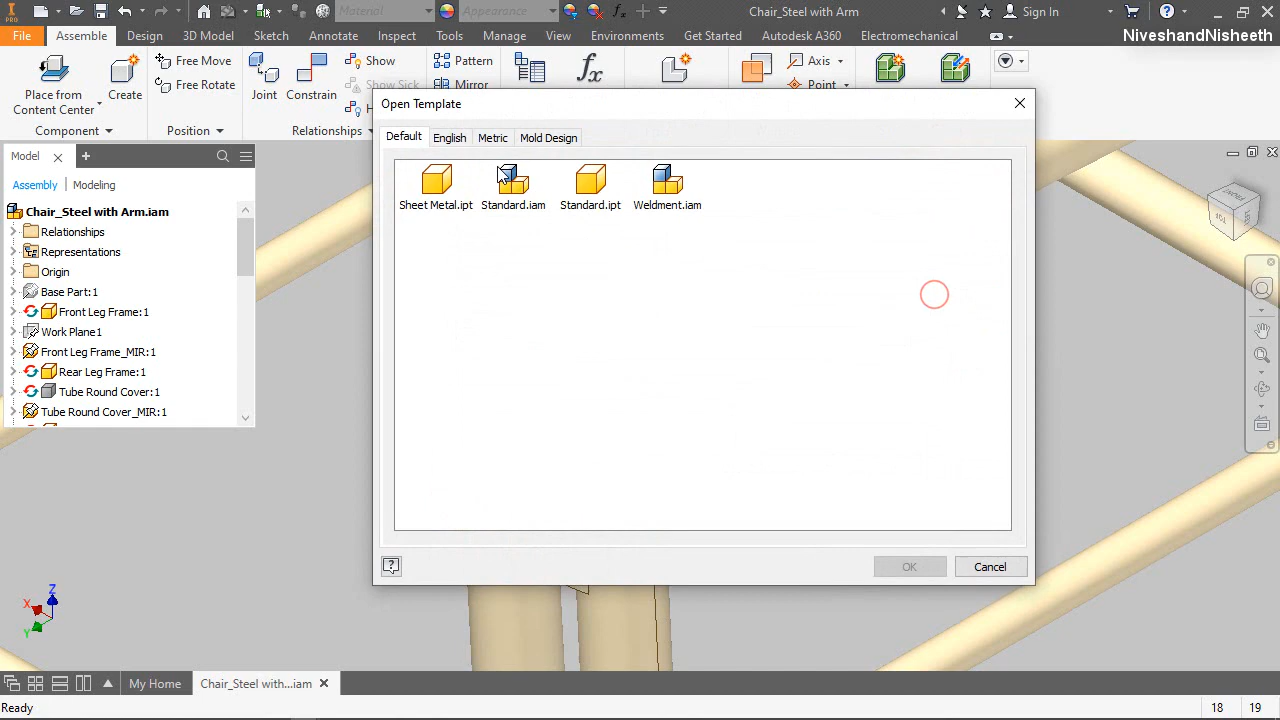 PRO
Material
Appearance
Chair_Steel with Arm
Sign In
File
Assemble
Design
3D Model
Sketch
Annotate
Inspect
Tools
Manage
View
Environments
Get Started
Autodesk A360
Electromechanical
NiveshandNisheeth
Place from
Content Center
Create
Component
Free Move
Free Rotate
Position
Joint
Constrain
Show
Show Sick
Relationships
Pattern
Mirror
fx
Axis
Point
Open Template
Default
English
Metric
Mold Design
Sheet Metal.ipt
Standard.iam
Standard.ipt
Weldment.iam
OK
Cancel
Model
Assembly
Modeling
Chair_Steel with Arm.iam
Relationships
Representations
Origin
Base Part:1
Front Leg Frame:1
Work Plane1
Front Leg Frame_MIR:1
Rear Leg Frame:1
Tube Round Cover:1
Tube Round Cover_MIR:1
Z
X
Y
My Home
Chair_Steel with...iam
Ready
18
19